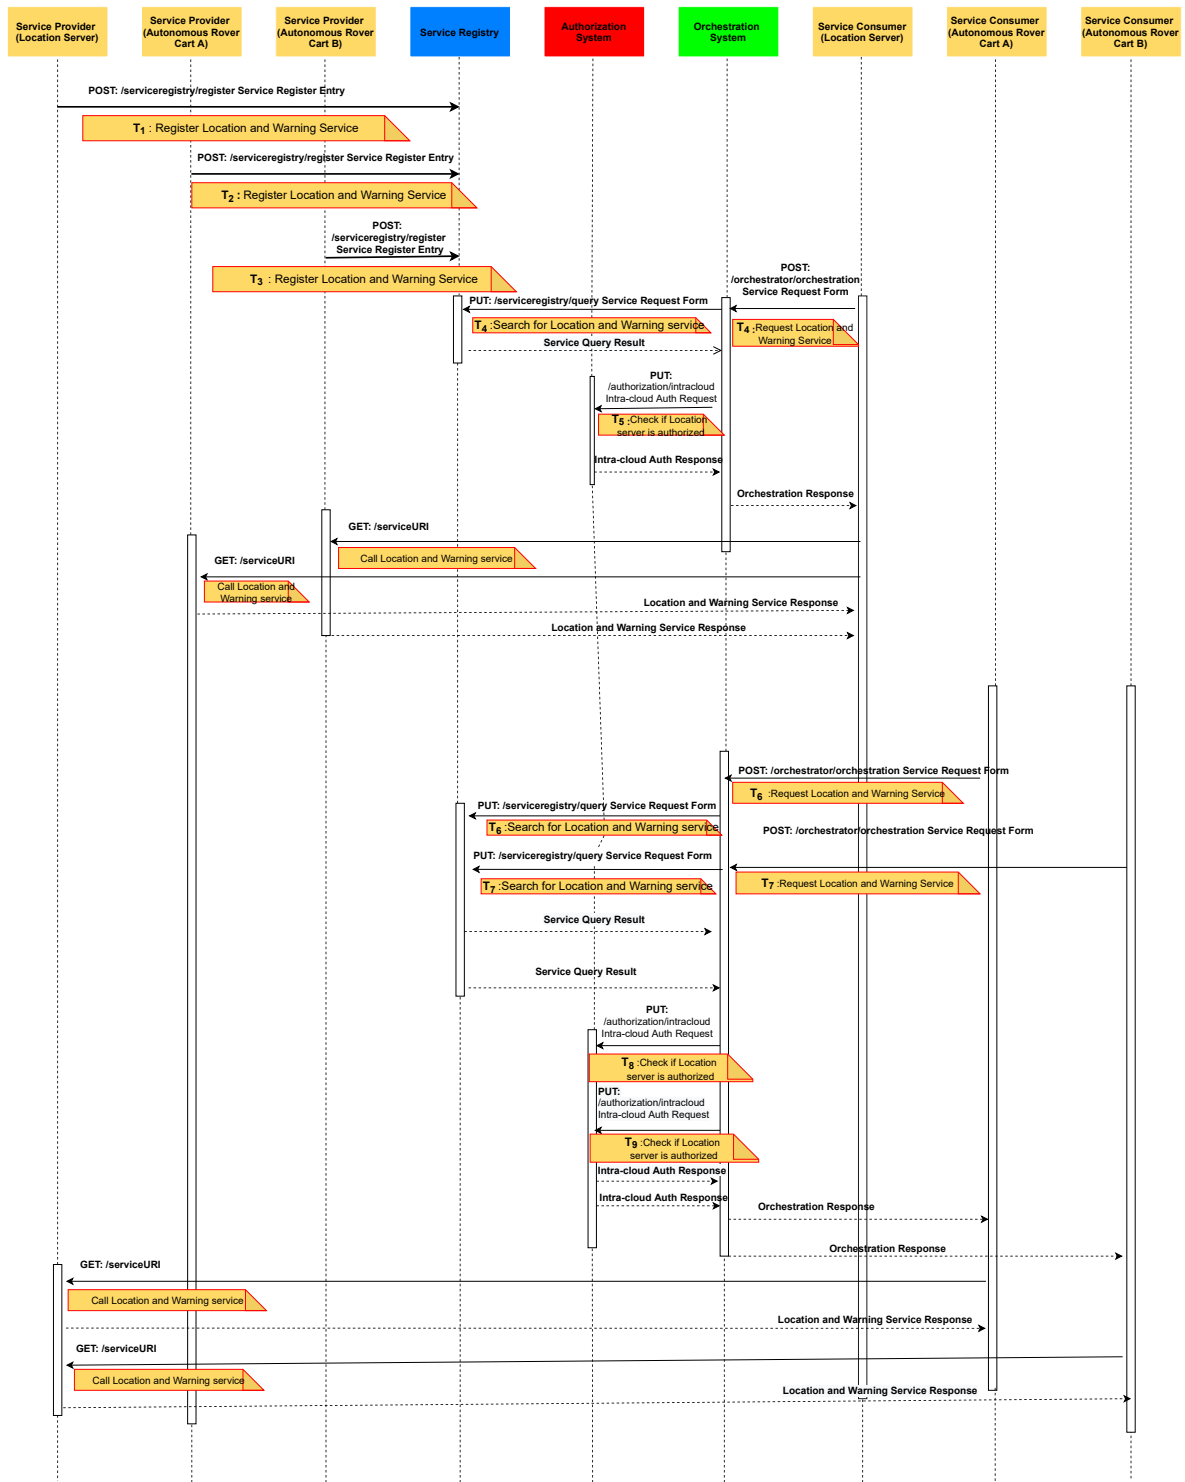 Service Provider
(Location Server)
Service Provider
(Autonomous Rover
Cart A)
Service Provider
(Autonomous Rover
Cart B)
Service Registry
Authorization
System
Orchestration
System
Service Consumer
(Location Server)
Service Consumer
(Autonomous Rover
Cart A)
Service Consumer
(Autonomous Rover
Cart B)
POST: /serviceregistry/register Service Register Entry
T1 : Register Location and Warning Service
POST: /serviceregistry/register Service Register Entry
T2 : Register Location and Warning Service
POST:
/serviceregistry/register
Service Register Entry
T3 : Register Location and Warning Service
POST:
/orchestrator/orchestration
Service Request Form
PUT: /serviceregistry/query Service Request Form
T4 :Search for Location and Warning service
T4 :Request Location and
Warning Service
Service Query Result
PUT:
/authorization/intracloud
Intra-cloud Auth Request
T5 :Check if Location
server is authorized
Intra-cloud Auth Response
Orchestration Response
GET: /serviceURI
Call Location and Warning service
GET: /serviceURI
Call Location and
Warning service
Location and Warning Service Response
Location and Warning Service Response
POST: /orchestrator/orchestration Service Request Form
T6 :Request Location and Warning Service
PUT: /serviceregistry/query Service Request Form
T6 :Search for Location and Warning service
POST: /orchestrator/orchestration Service Request Form
PUT: /serviceregistry/query Service Request Form
T7 :Search for Location and Warning service
T7 :Request Location and Warning Service
Service Query Result
Service Query Result
PUT:
/authorization/intracloud
Intra-cloud Auth Request
T8 :Check if Location
server is authorized
PUT:
/authorization/intracloud
Intra-cloud Auth Request
T9 :Check if Location
server is authorized
Intra-cloud Auth Response
Intra-cloud Auth Response
Orchestration Response
Orchestration Response
GET: /serviceURI
Call Location and Warning service
Location and Warning Service Response
GET: /serviceURI
Call Location and Warning service
Location and Warning Service Response